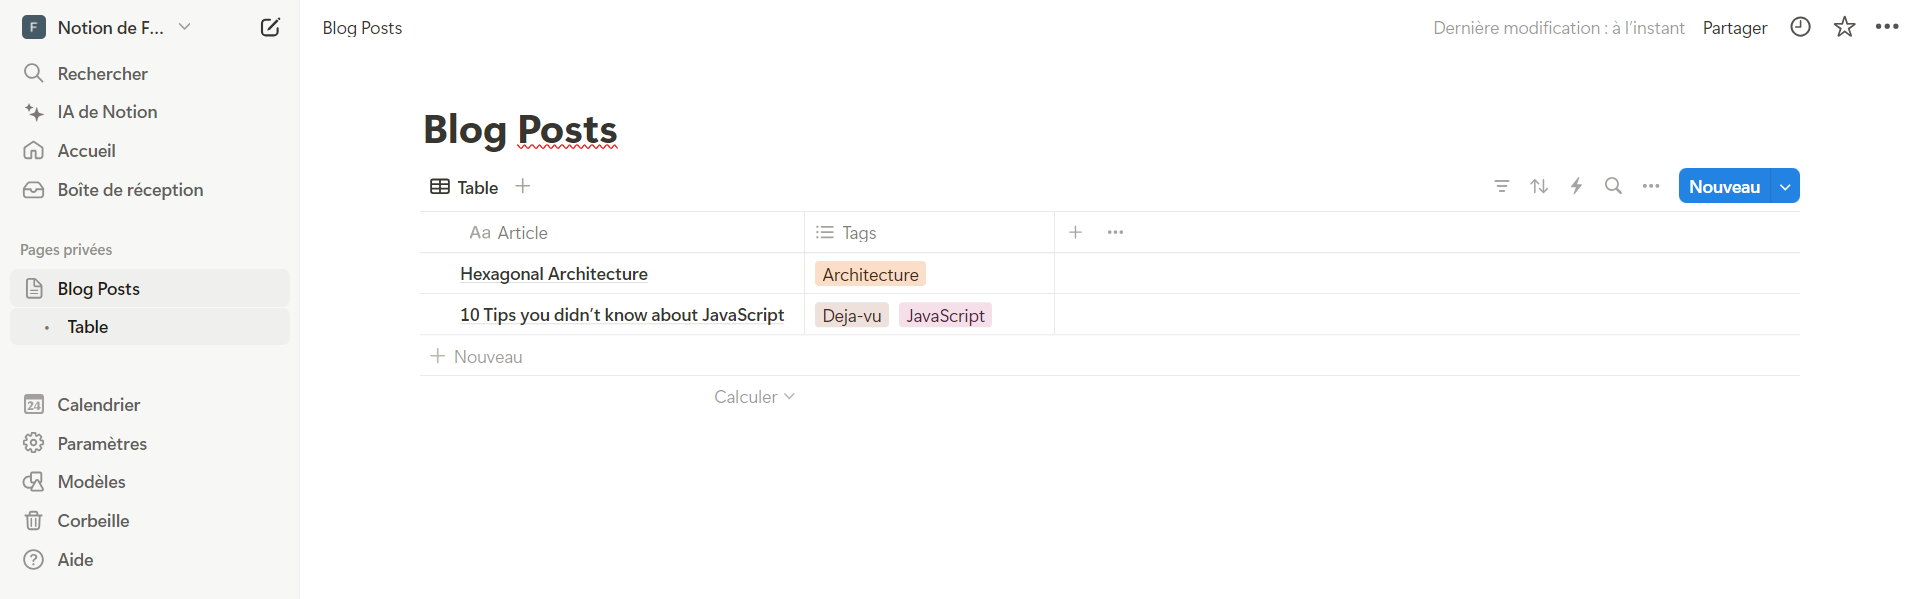 F Notion de F...
Rechercher
IA de Notion
Accueil
Boîte de réception
Pages privées
Blog Posts
Table
24 Calendrier
Paramètres
Modèles
Corbeille
Aide
Blog Posts
Dernière modification : à l’instant Partager
Blog Posts
Table
Nouveau
Aa Article Tags
Hexagonal Architecture Architecture
10 Tips you didn’t know about JavaScript Deja-vu JavaScript
Nouveau
Calculer